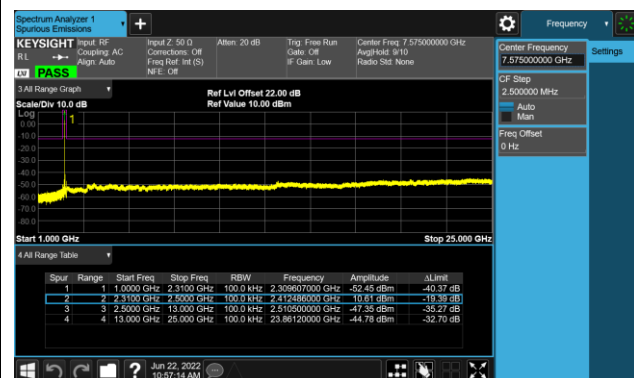 Spectrum Analyzer 1
Spurious Emissions
Frequency
KEYSIGHT
Input: RF
Coupling: AC
Align: Auto
Input Z: 50 Ω
Corrections: Off
Freq Ref: Int (S)
NFE: Off
Atten: 20 dB
Trig: Free Run
Gate: Off
IF Gain: Low
Center Freq: 7.575000000 GHz
Avg|Hold: 9/10
Radio Std: None
RL
LXI
PASS
Center Frequency
7.575000000 GHz
Settings
CF Step
2.500000 MHz
Auto
Man
Freq Offset
0 Hz
3 All Range Graph
Ref Lvl Offset 22.00 dB
Scale/Div 10.0 dB
Ref Value 10.00 dBm
Log
1
0.00
-10.0
-20.0
-30.0
-40.0
-50.0
-60.0
-70.0
-80.0
Start 1.000 GHz
Stop 25.000 GHz
4 All Range Table
Spur Range Start Freq Stop Freq RBW Frequency Amplitude ΔLimit
1 1 1.0000 GHz 2.3100 GHz 100.0 kHz 2.309607000 GHz -52.45 dBm -40.37 dB
2 2 2.3100 GHz 2.5000 GHz 100.0 kHz 2.412486000 GHz 10.61 dBm -19.39 dB
3 3 2.5000 GHz 13.000 GHz 100.0 kHz 2.510500000 GHz -47.35 dBm -35.27 dB
4 4 13.000 GHz 25.000 GHz 100.0 kHz 23.86120000 GHz -44.78 dBm -32.70 dB
Jun 22, 2022
10:57:14 AM